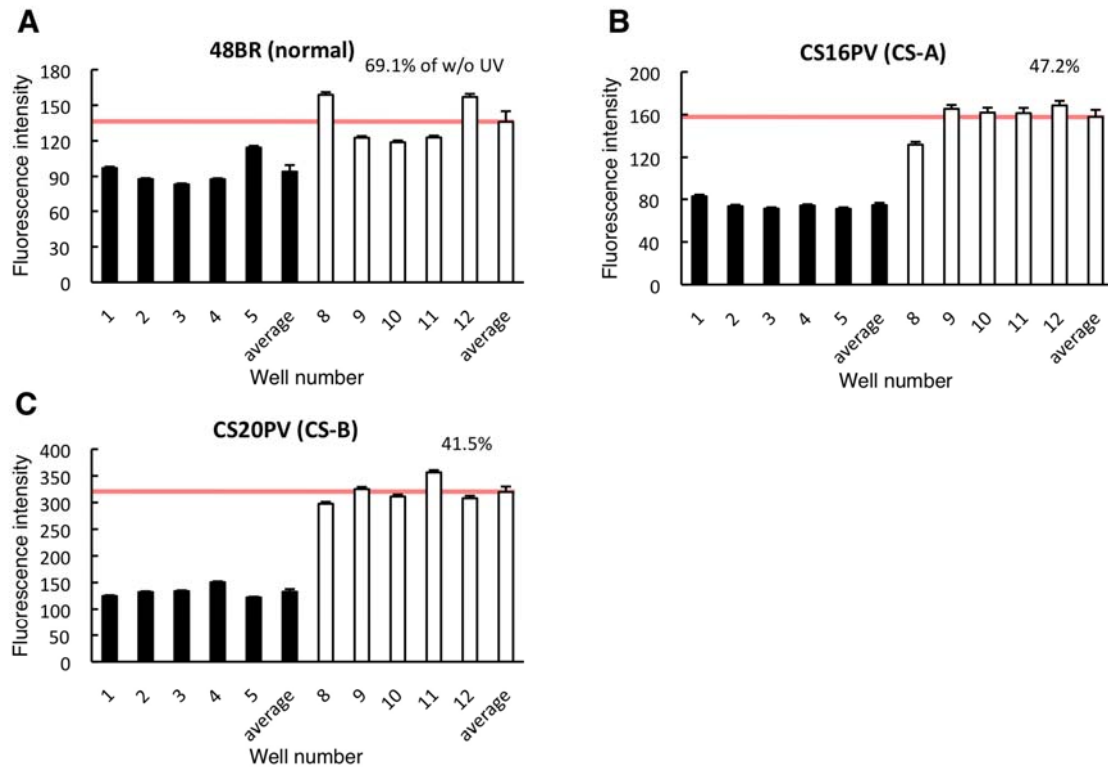 A
48BR (normal)
69.1% of w/o UV
Fluorescence intensity
180
150
120
90
60
30
0
1 2 3 4 5 average 8 9 10 11 12 average
Well number
B
CS16PV (CS-A)
47.2%
Fluorescence intensity
200
160
120
80
40
0
1 2 3 4 5 average 8 9 10 11 12 average
Well number
C
CS20PV (CS-B)
41.5%
Fluorescence intensity
400
350
300
250
200
150
100
50
0
1 2 3 4 5 average 8 9 10 11 12 average
Well number